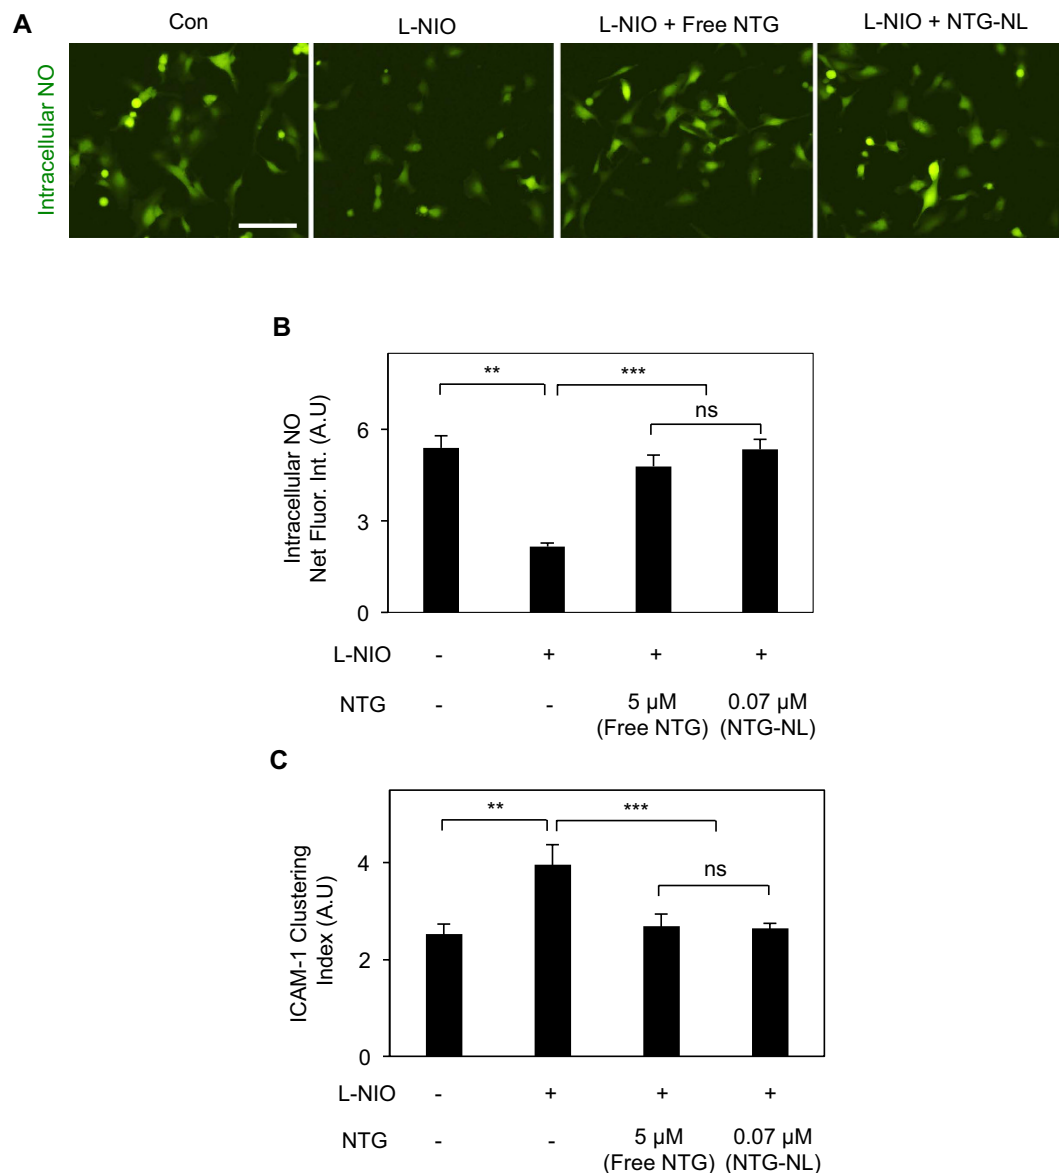 A
Con
L-NIO
L-NIO + Free NTG
L-NIO + NTG-NL
Intracellular NO
B
Intracellular NO
Net Fluor. Int. (A.U)
6
3
0
**
***
ns
L-NIO - + + +
NTG - - 5 µM 0.07 µM
(Free NTG) (NTG-NL)
C
ICAM-1 Clustering
Index (A.U)
4
2
0
**
***
ns
L-NIO - + + +
NTG - - 5 µM 0.07 µM
(Free NTG) (NTG-NL)